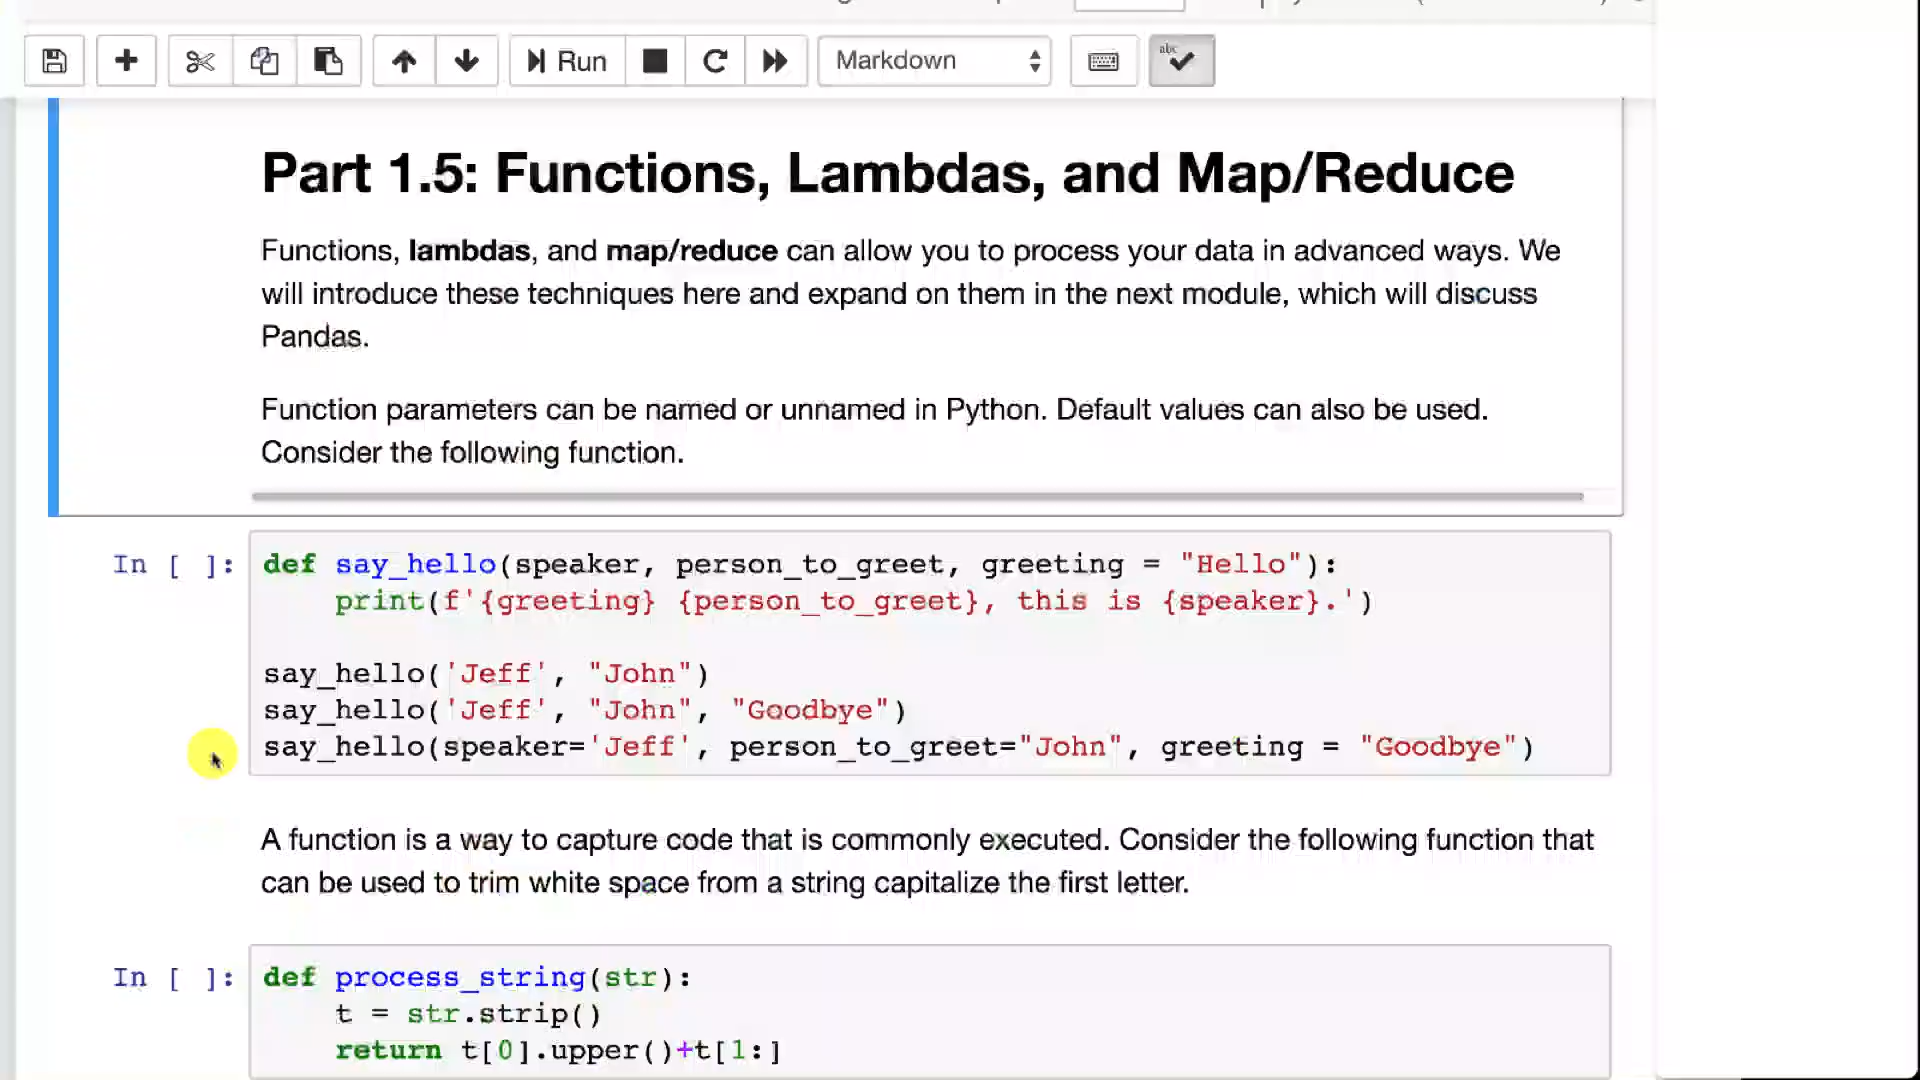 Run
Markdown
abc
Part 1.5: Functions, Lambdas, and Map/Reduce
Functions, lambdas, and map/reduce can allow you to process your data in advanced ways. We
will introduce these techniques here and expand on them in the next module, which will discuss
Pandas.
Function parameters can be named or unnamed in Python. Default values can also be used.
Consider the following function.
In [ ]: def say_hello(speaker, person_to_greet, greeting = "Hello"):
    print(f'{greeting} {person_to_greet}, this is {speaker}.')
say_hello('Jeff', "John")
say_hello('Jeff', "John", "Goodbye")
say_hello(speaker='Jeff', person_to_greet="John", greeting = "Goodbye")
A function is a way to capture code that is commonly executed. Consider the following function that
can be used to trim white space from a string capitalize the first letter.
In [ ]: def process_string(str):
    t = str.strip()
    return t[0].upper()+t[1:]